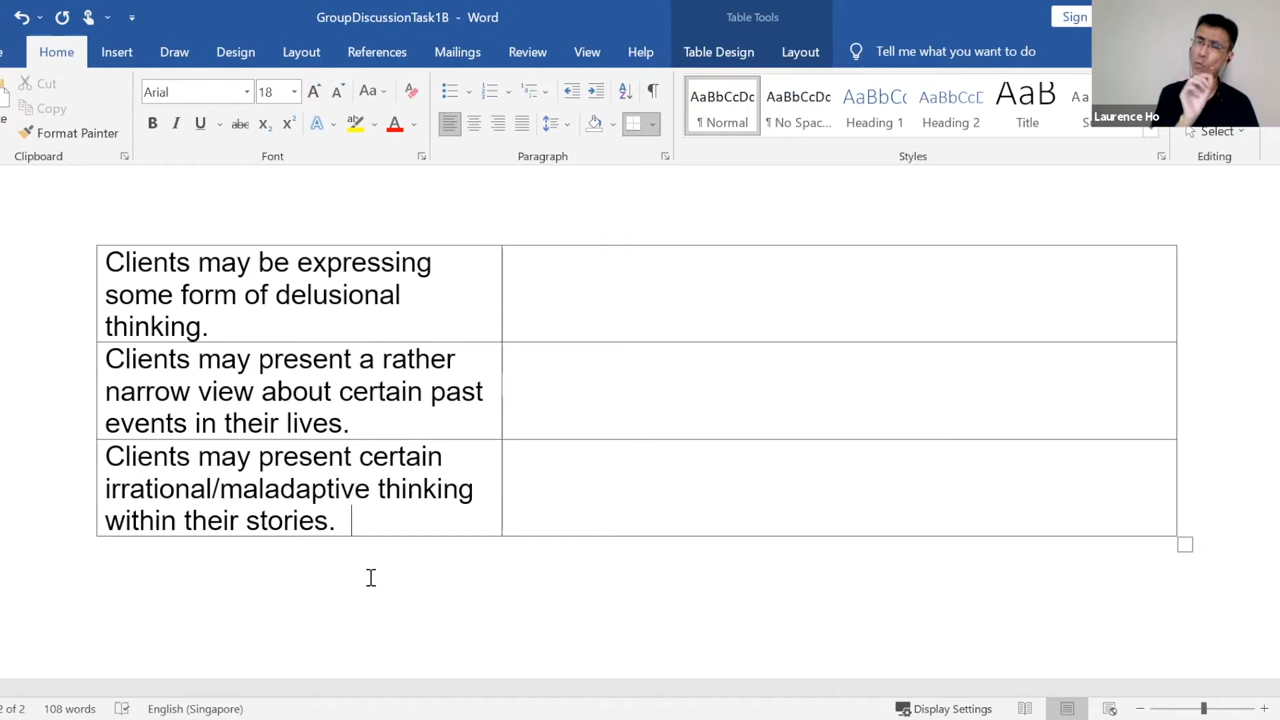 GroupDiscussionTask1B - Word
Table Tools
Sign
Home Insert Draw Design Layout References Mailings Review View Help Table Design Layout Tell me what you want to do
Cut
Copy
Format Painter
Clipboard
Arial 18
Font
Paragraph
AaBbCcDc AaBbCcDc AaBbCc AaBbCcD AaB
¶ Normal ¶ No Spac... Heading 1 Heading 2 Title
Styles
Laurence Ho
Select
Editing
Clients may be expressing
some form of delusional
thinking.
Clients may present a rather
narrow view about certain past
events in their lives.
Clients may present certain
irrational/maladaptive thinking
within their stories.
2 of 2 108 words English (Singapore) Display Settings